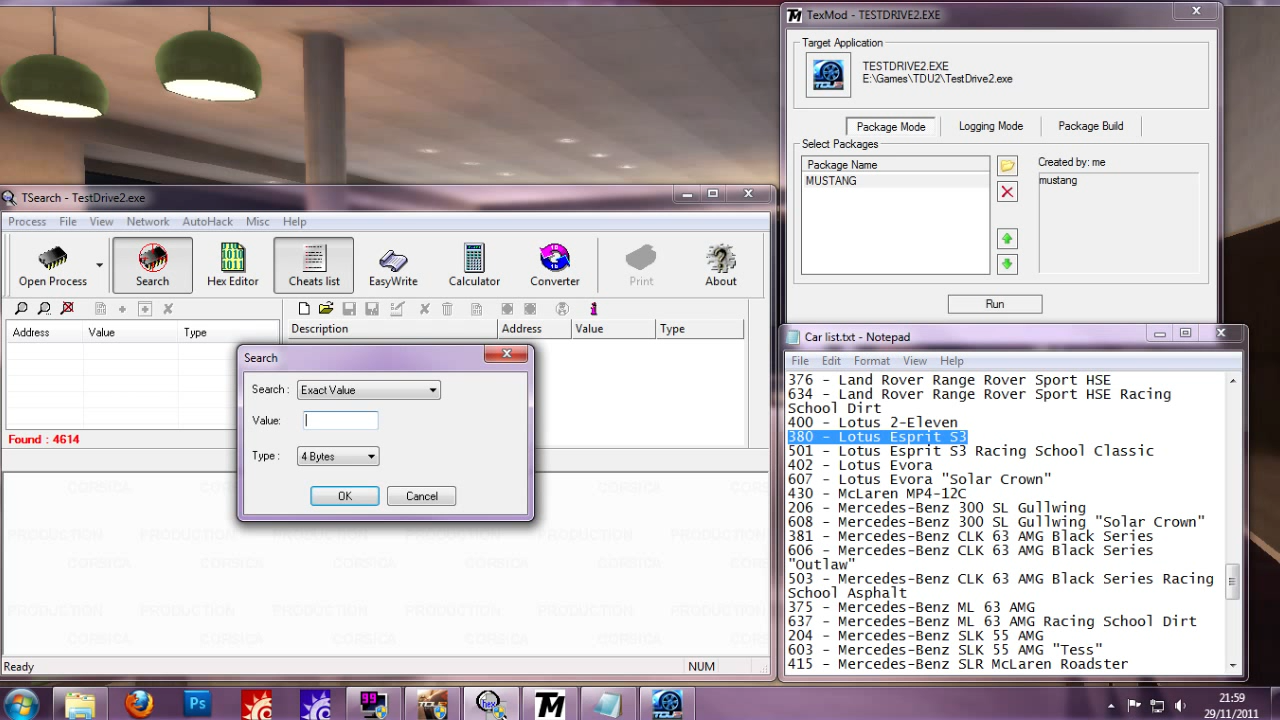 TexMod - TESTDRIVE2.EXE
Target Application
TESTDRIVE2.EXE
E:\Games\TDU2\TestDrive2.exe
Package Mode
Logging Mode
Package Build
Select Packages
Package Name
MUSTANG
Created by: me
mustang
Run
TSearch - TestDrive2.exe
Process File View Network AutoHack Misc Help
Open Process
Search
Hex Editor
Cheats list
EasyWrite
Calculator
Converter
Print
About
Address Value Type
Description Address Value Type
Found : 4614
Search
Search : Exact Value
Value:
Type : 4 Bytes
OK Cancel
CORSICA
PRODUCTION
Ready
NUM
Car list.txt - Notepad
File Edit Format View Help
376 - Land Rover Range Rover Sport HSE
634 - Land Rover Range Rover Sport HSE Racing
School Dirt
400 - Lotus 2-Eleven
380 - Lotus Esprit S3
501 - Lotus Esprit S3 Racing School Classic
402 - Lotus Evora
607 - Lotus Evora "Solar Crown"
430 - McLaren MP4-12C
206 - Mercedes-Benz 300 SL Gullwing
608 - Mercedes-Benz 300 SL Gullwing "Solar Crown"
381 - Mercedes-Benz CLK 63 AMG Black Series
606 - Mercedes-Benz CLK 63 AMG Black Series
"Outlaw"
503 - Mercedes-Benz CLK 63 AMG Black Series Racing
School Asphalt
375 - Mercedes-Benz ML 63 AMG
637 - Mercedes-Benz ML 63 AMG Racing School Dirt
204 - Mercedes-Benz SLK 55 AMG
603 - Mercedes-Benz SLK 55 AMG "Tess"
415 - Mercedes-Benz SLR McLaren Roadster
21:59
29/11/2011